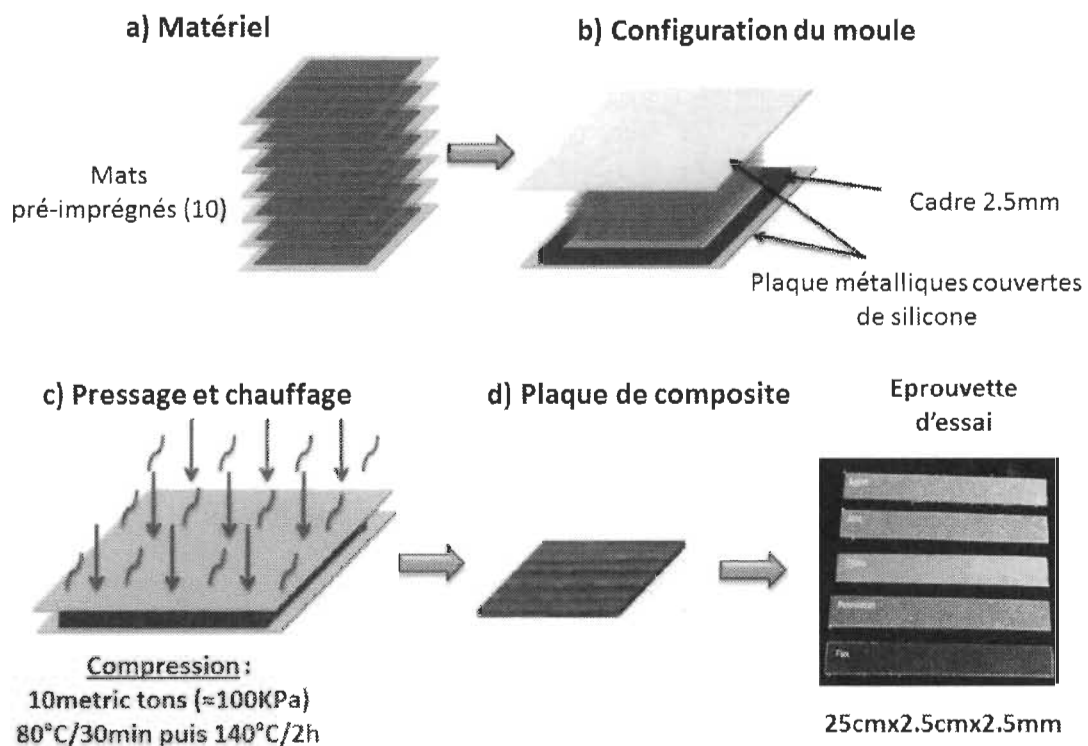 a) Matériel
b) Configuration du moule
Mats
pré-imprégnés (10)
Cadre 2.5mm
Plaque métalliques couvertes
de silicone
c) Pressage et chauffage
d) Plaque de composite
Eprouvette
d'essai
Compression :
10metric tons (≈100KPa)
80°C/30min puis 140°C/2h
Flax
25cmx2.5cmx2.5mm